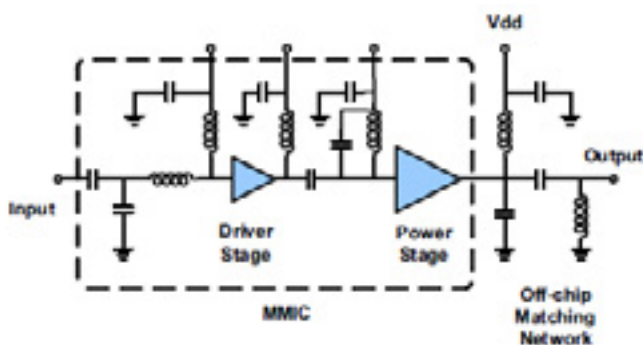 Vdd
Output
Input
Driver
Stage
Power
Stage
MMIC
Off-chip
Matching
Network